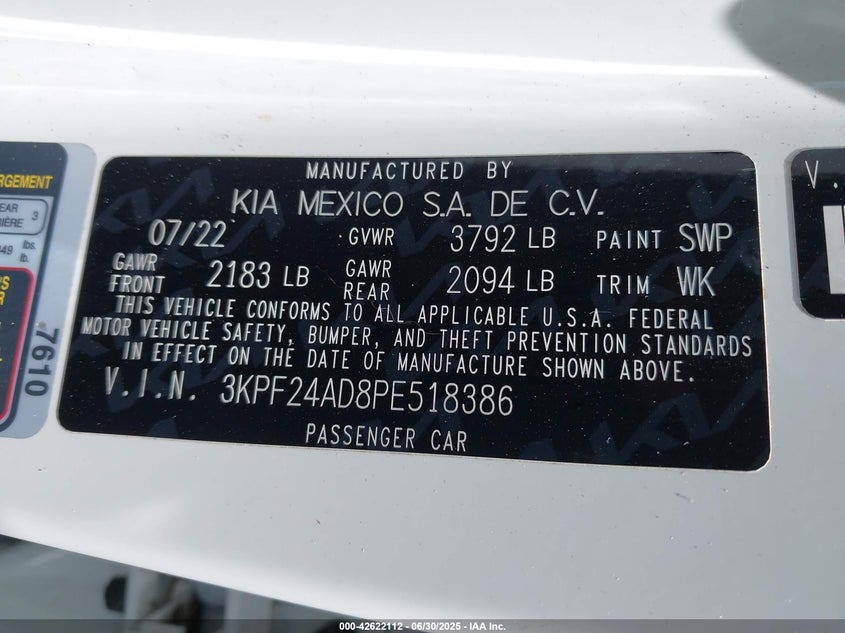 MANUFACTURED BY
KIA MEXICO S.A. DE C.V.
07/22 GVWR 3792 LB PAINT SWP
GAWR FRONT 2183 LB GAWR REAR 2094 LB TRIM WK
THIS VEHICLE CONFORMS TO ALL APPLICABLE U.S.A. FEDERAL
MOTOR VEHICLE SAFETY, BUMPER, AND THEFT PREVENTION STANDARDS
IN EFFECT ON THE DATE OF MANUFACTURE SHOWN ABOVE.
V.I.N. 3KPF24AD8PE518386
PASSENGER CAR
3
lbs.
lb.
7610
V.
000-42622112 - 06/30/2025 - IAA Inc.